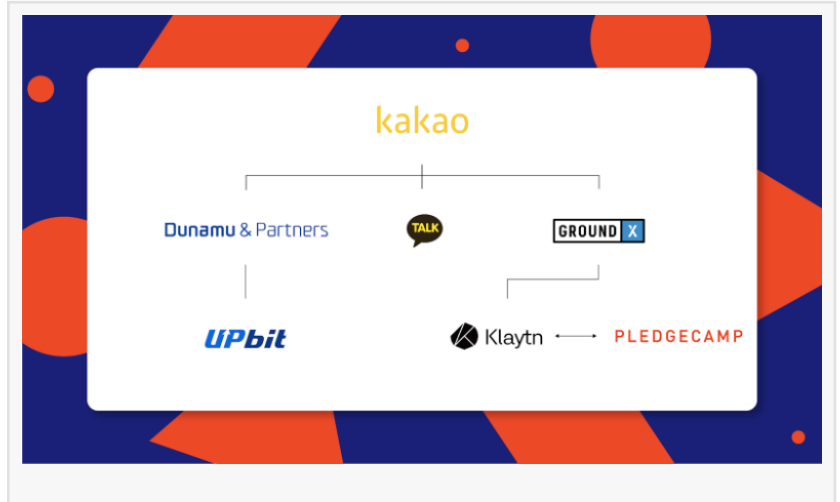 kakao
Dunamu & Partners
TALK
GROUND X
UPbit
Klaytn
PLEDGECAMP